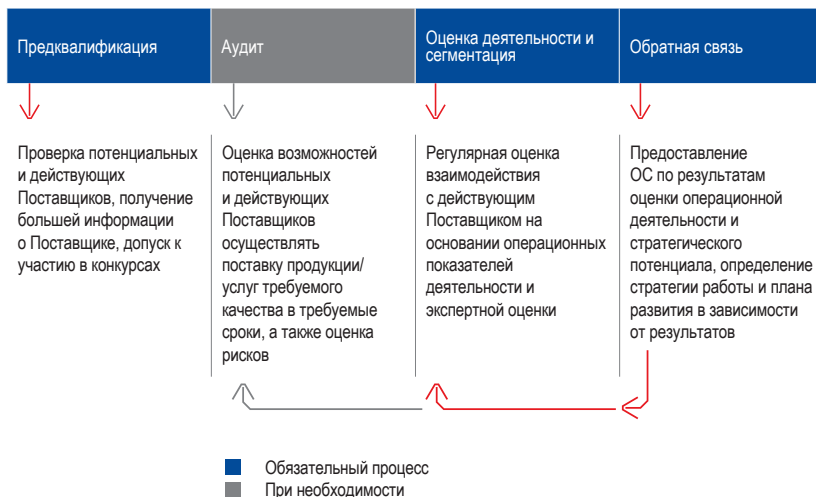 Предквалификация
Аудит
Оценка деятельности и
сегментация
Обратная связь
Проверка потенциальных
и действующих
Поставщиков, получение
большей информации
о Поставщике, допуск к
участию в конкурсах
Оценка возможностей
потенциальных
и действующих
Поставщиков
осуществлять
поставку продукции/
услуг требуемого
качества в требуемые
сроки, а также оценка
рисков
Регулярная оценка
взаимодействия
с действующим
Поставщиком на
основании операционных
показателей
деятельности и
экспертной оценки
Предоставление
ОС по результатам
оценки операционной
деятельности и
стратегического
потенциала, определение
стратегии работы и плана
развития в зависимости
от результатов
Обязательный процесс
При необходимости